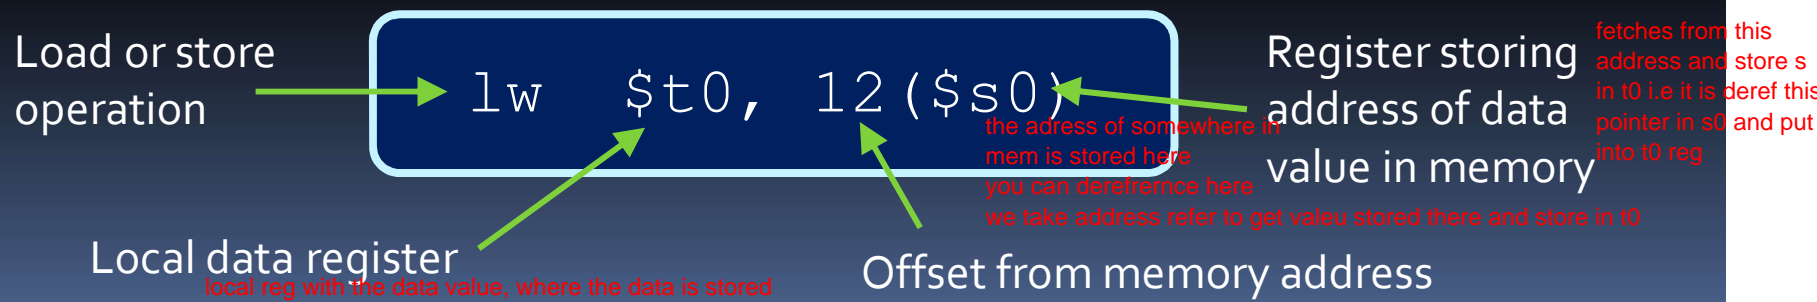 Load or store
operation
lw $t0, 12($s0)
Register storing
address of data
value in memory
fetches from this
address and store s
in t0 i.e it is deref this
pointer in s0 and put
into t0 reg
the adress of somewhere in
mem is stored here
you can derefrernce here
we take address refer to get valeu stored there and store in t0
Local data register
local reg with the data value, where the data is stored
Offset from memory address